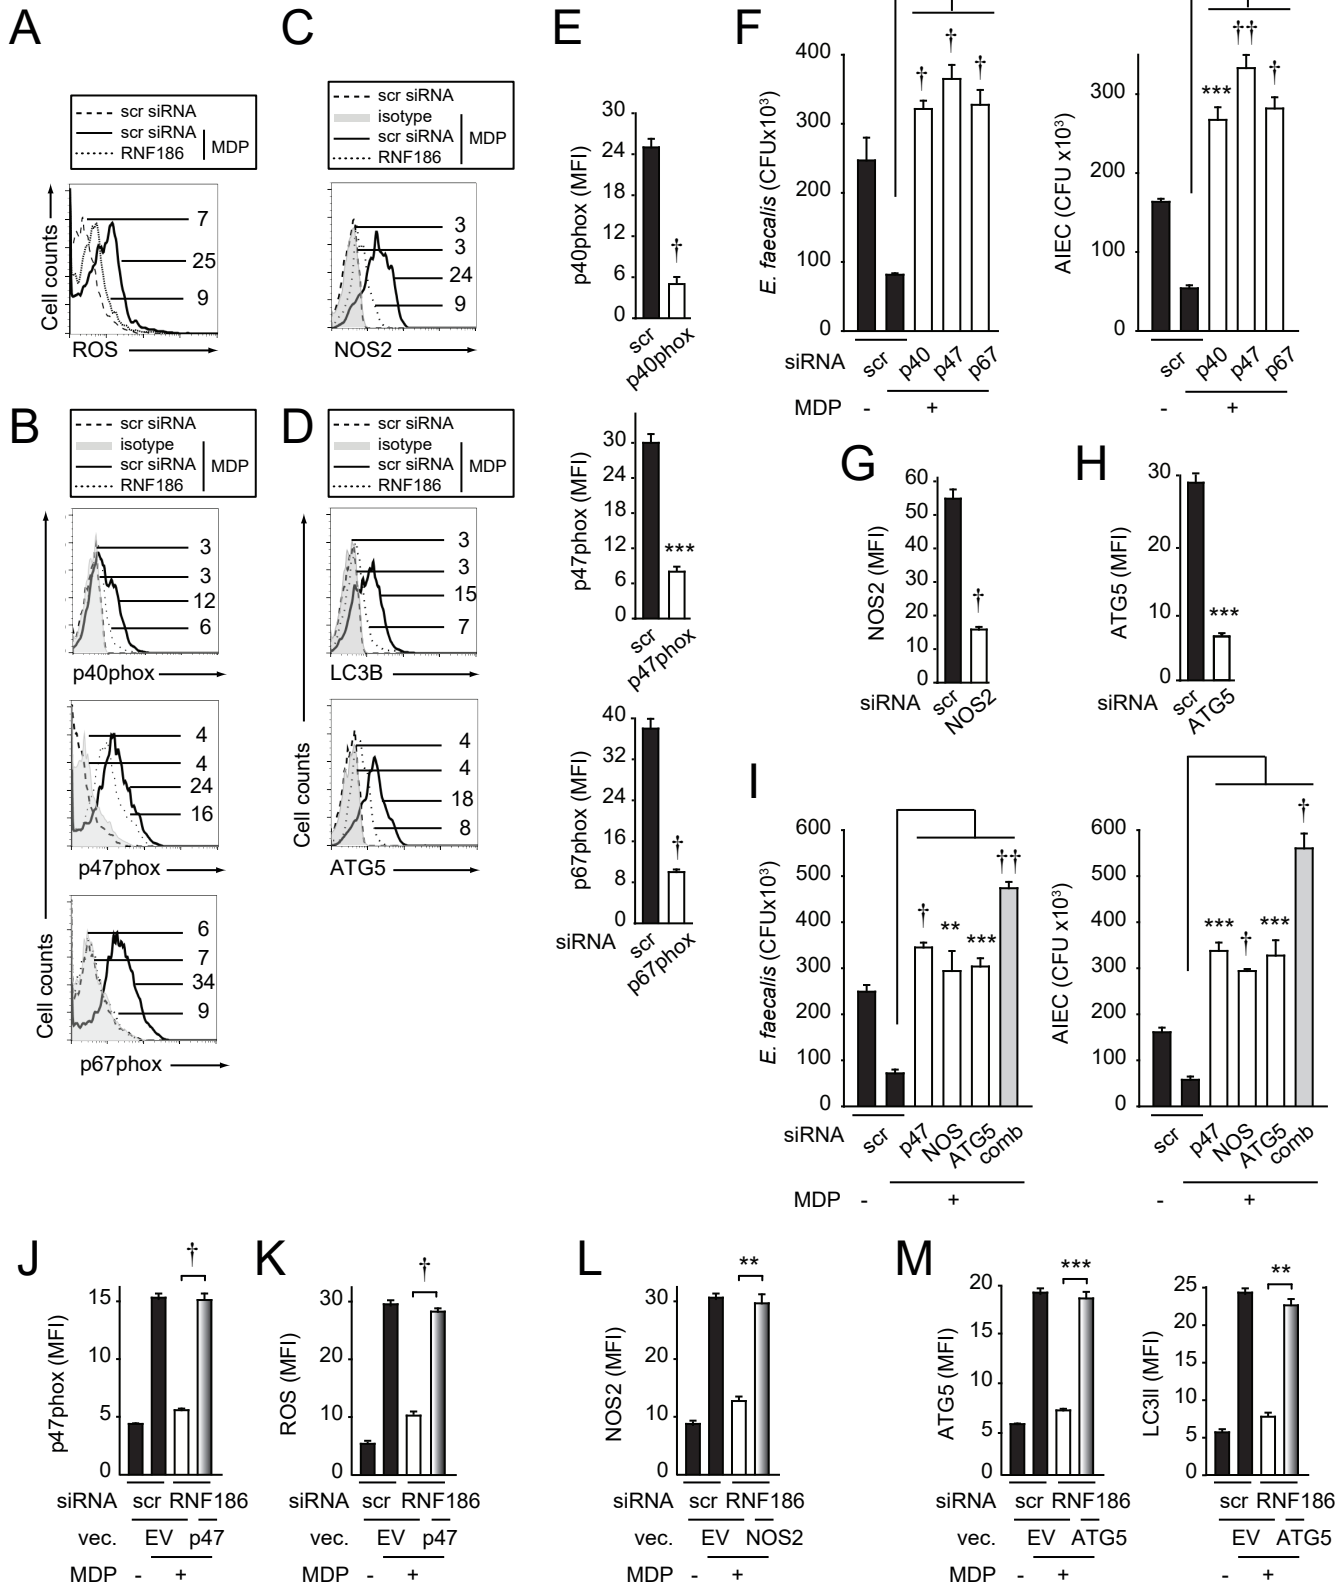 A
scr siRNA
scr siRNA
RNF186
MDP
7
25
9
Cell counts
ROS
B
scr siRNA
isotype
scr siRNA
RNF186
MDP
3
3
12
6
p40phox
4
4
24
16
p47phox
6
7
34
9
p67phox
Cell counts
C
scr siRNA
isotype
scr siRNA
RNF186
MDP
3
3
24
9
NOS2
D
scr siRNA
isotype
scr siRNA
RNF186
MDP
3
3
15
7
LC3B
4
4
18
8
ATG5
Cell counts
E
p40phox (MFI)
30
24
18
12
6
0
†
scr
p40phox
p47phox (MFI)
30
24
18
12
6
0
***
scr
p47phox
p67phox (MFI)
40
32
24
16
8
0
†
siRNA
scr
p67phox
F
E. faecalis (CFUx10³)
400
300
200
100
0
† † †
siRNA
scr p40 p47 p67
MDP - +
AIEC (CFU x10³)
300
200
100
0
*** †† †
scr p40 p47 p67
- +
G
NOS2 (MFI)
60
50
40
30
20
10
0
†
siRNA
scr NOS2
H
ATG5 (MFI)
30
20
10
0
***
siRNA
scr ATG5
I
E. faecalis (CFUx10³)
600
500
400
300
200
100
0
† ** *** ††
siRNA
scr p47 NOS ATG5 comb
MDP - +
AIEC (CFU x10³)
600
500
400
300
200
100
0
*** † *** †
scr p47 NOS ATG5 comb
- +
J
p47phox (MFI)
15
10
5
0
†
siRNA scr RNF186
vec. EV p47
MDP - +
K
ROS (MFI)
30
20
10
0
†
siRNA scr RNF186
vec. EV p47
MDP - +
L
NOS2 (MFI)
30
20
10
0
**
siRNA scr RNF186
vec. EV NOS2
MDP - +
M
ATG5 (MFI)
20
15
10
5
0
***
siRNA scr RNF186
vec. EV ATG5
MDP - +
LC3II (MFI)
25
20
15
10
5
0
**
scr RNF186
EV ATG5
- +